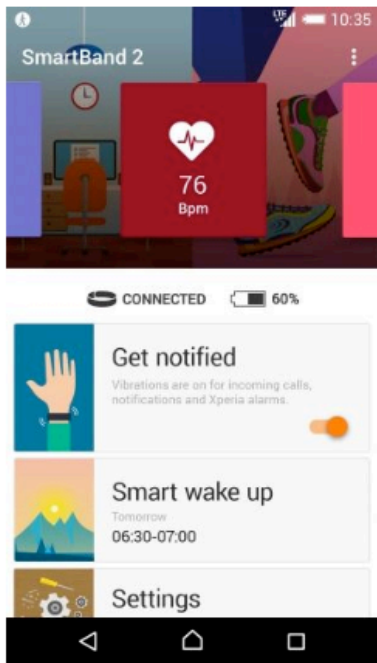 LTE 10:35
SmartBand 2
76
Bpm
CONNECTED 60%
Get notified
Vibrations are on for incoming calls,
notifications and Xperia alarms.
Smart wake up
Tomorrow
06:30-07:00
Settings